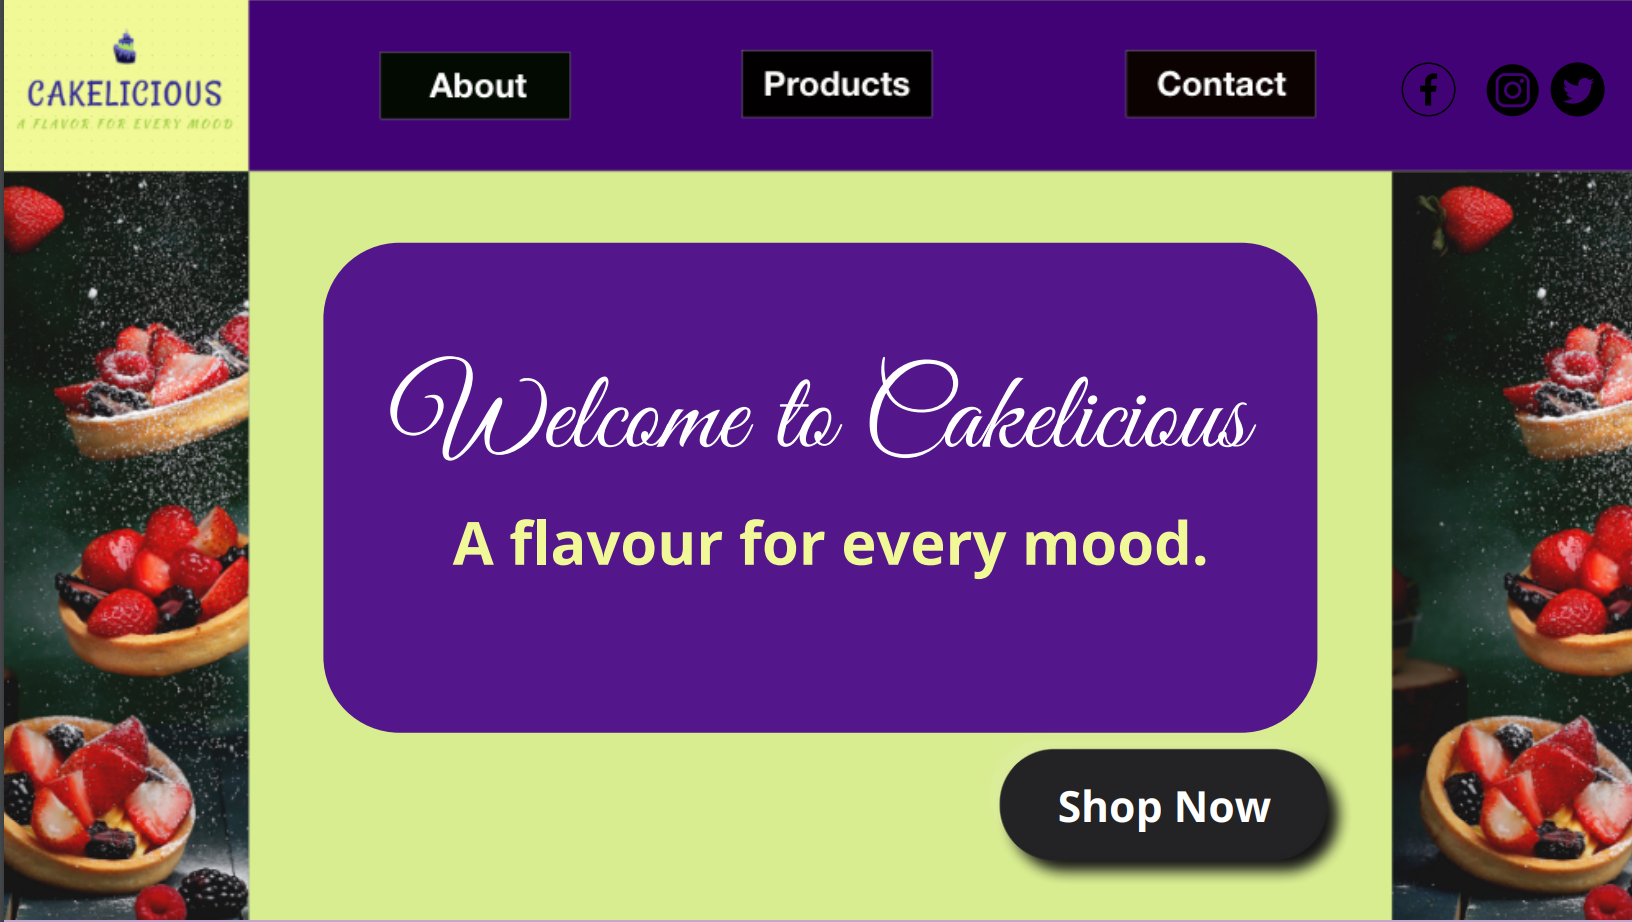 CAKELICIOUS
A FLAVOR FOR EVERY MOOD
About
Products
Contact
Welcome to Cakelicious
A flavour for every mood.
Shop Now